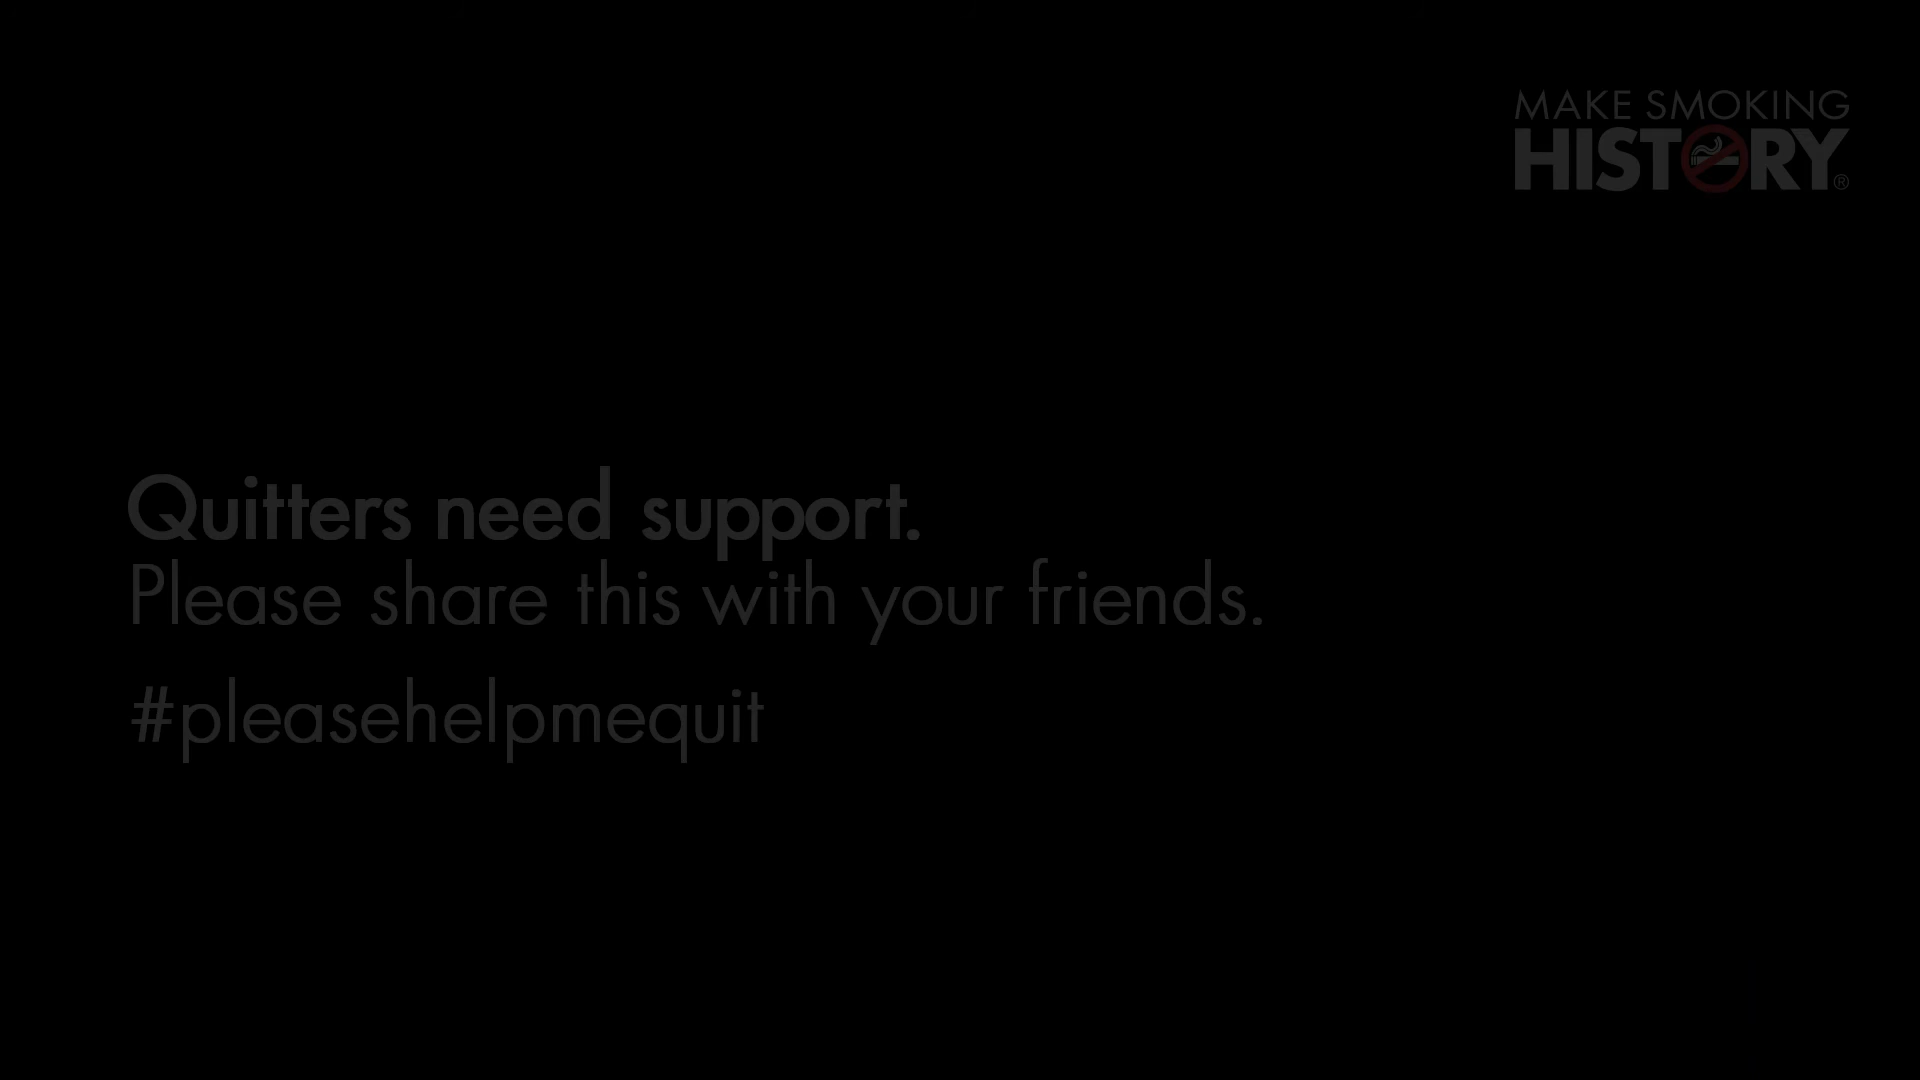 MAKE SMOKING
HISTORY®
Quitters need support.
Please share this with your friends.
#pleasehelpmequit